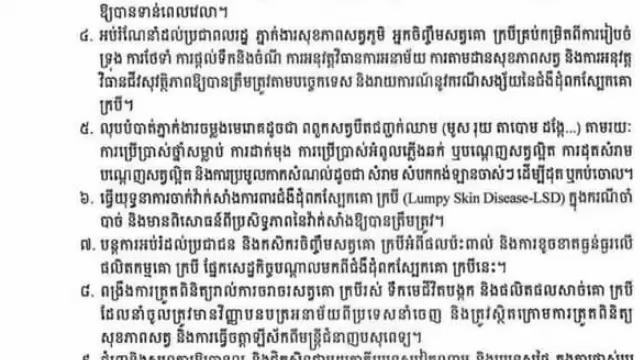 ឱ្យបានទាន់ពេលវេលា។
៤. អប់រំណែនាំដល់ប្រជាពលរដ្ឋ ភ្នាក់ងារសុខភាពសត្វភូមិ អ្នកចិញ្ចឹមសត្វគោ ក្របីគ្រប់កម្រិតពីការរៀបចំ
ទ្រុង ការថែទាំ ការផ្តល់ទឹកនិងចំណី ការអនុវត្តវិធានការអនាម័យ ការតាមដានសុខភាពសត្វ និងការអនុវត្ត
វិធានជីវសុវត្ថិភាពឱ្យបានត្រឹមត្រូវតាមបច្ចេកទេស និងរាយការណ៍នូវករណីសង្ស័យនៃជំងឺដុំពកស្បែកគោ
ក្របី។
៥. លុបបំបាត់ភ្នាក់ងារចម្លងមេរោគដូចជា ពពួកសត្វបឺតជញ្ជក់ឈាម (មូស រុយ តាបោម ដង្កែ...) តាមរយៈ
ការប្រើប្រាស់ថ្នាំសម្លាប់ ការដាក់មុង ការប្រើប្រាស់អំពូលភ្លើងឆក់ ឬបណ្តេញសត្វល្អិត ការដុតសំរាម
បណ្តេញសត្វល្អិត និងការប្រមូលកាកសំណល់ដូចជា សំរាម សំបកកង់ឡានចាស់ៗ ដើម្បីដុត ឬកប់ចោល។
៦. ធ្វើយុទ្ធនាការចាក់វ៉ាក់សាំងការពារជំងឺដុំពកស្បែកគោ ក្របី (Lumpy Skin Disease-LSD) ក្នុងករណីចាំ
បាច់ និងមានពិសោធន៍ពីប្រសិទ្ធភាពនៃវ៉ាក់សាំងឱ្យបានត្រឹមត្រូវ។
៧. បន្តការអប់រំដល់ប្រជាជន និងកសិករចិញ្ចឹមសត្វគោ ក្របីអំពីផលប៉ះពាល់ និងការខូចខាតធ្ងន់ធ្ងរលើ
ផលិតកម្មគោ ក្របី ផ្នែកសេដ្ឋកិច្ចបណ្តាលមកពីជំងឺដុំពកស្បែកគោ ក្របីនេះ។
៨. ពង្រឹងការត្រួតពិនិត្យរាល់ការចរាចរសត្វគោ ក្របីរស់ ទឹកមេជីវិតបង្កក និងផលិតផលសាច់គោ ក្របី
ដែលនាំចូលត្រូវមានវិញ្ញាបនបត្រអនាម័យពីប្រទេសនាំចេញ និងត្រូវស្ថិតក្រោមការត្រួតពិនិត្យ
សុខភាពសត្វ និងការធ្វើចត្តាឡីស័កពីមន្ត្រីជំនាញបសុពេទ្យ។